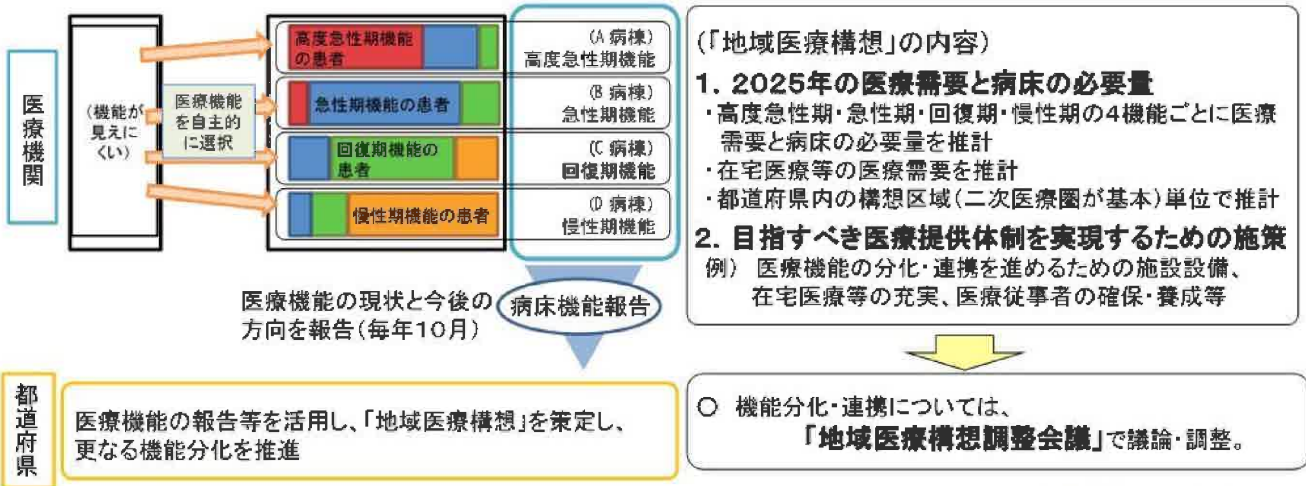 医療機関
(機能が
見えに
くい)
医療機能
を自主的
に選択
高度急性期機能
の患者
(A 病棟)
高度急性期機能
急性期機能の患者
(B 病棟)
急性期機能
回復期機能の
患者
(C 病棟)
回復期機能
慢性期機能の患者
(D 病棟)
慢性期機能
医療機能の現状と今後の
方向を報告(毎年10月)
病床機能報告
都道府県
医療機能の報告等を活用し、「地域医療構想」を策定し、
更なる機能分化を推進
(「地域医療構想」の内容)
1. 2025年の医療需要と病床の必要量
・高度急性期・急性期・回復期・慢性期の4機能ごとに医療
需要と病床の必要量を推計
・在宅医療等の医療需要を推計
・都道府県内の構想区域(二次医療圏が基本)単位で推計
2. 目指すべき医療提供体制を実現するための施策
例) 医療機能の分化・連携を進めるための施設設備、
在宅医療等の充実、医療従事者の確保・養成等
○ 機能分化・連携については、
「地域医療構想調整会議」で議論・調整。